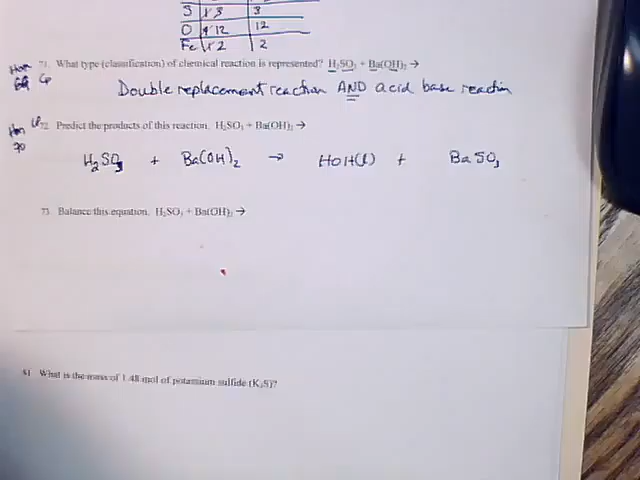 S 1 3 3
O 4 12 12
Fe 1 2 2
71. What type (classification) of chemical reaction is represented? H₂SO₃ + Ba(OH)₂ →
Double replacement reaction AND acid base reaction
72. Predict the products of this reaction. H₂SO₃ + Ba(OH)₂ →
H₂SO₃ + Ba(OH)₂ → HOH(l) + BaSO₃
73. Balance this equation. H₂SO₃ + Ba(OH)₂ →
81. What is the mass of 1.48 mol of potassium sulfide (K₂S)?